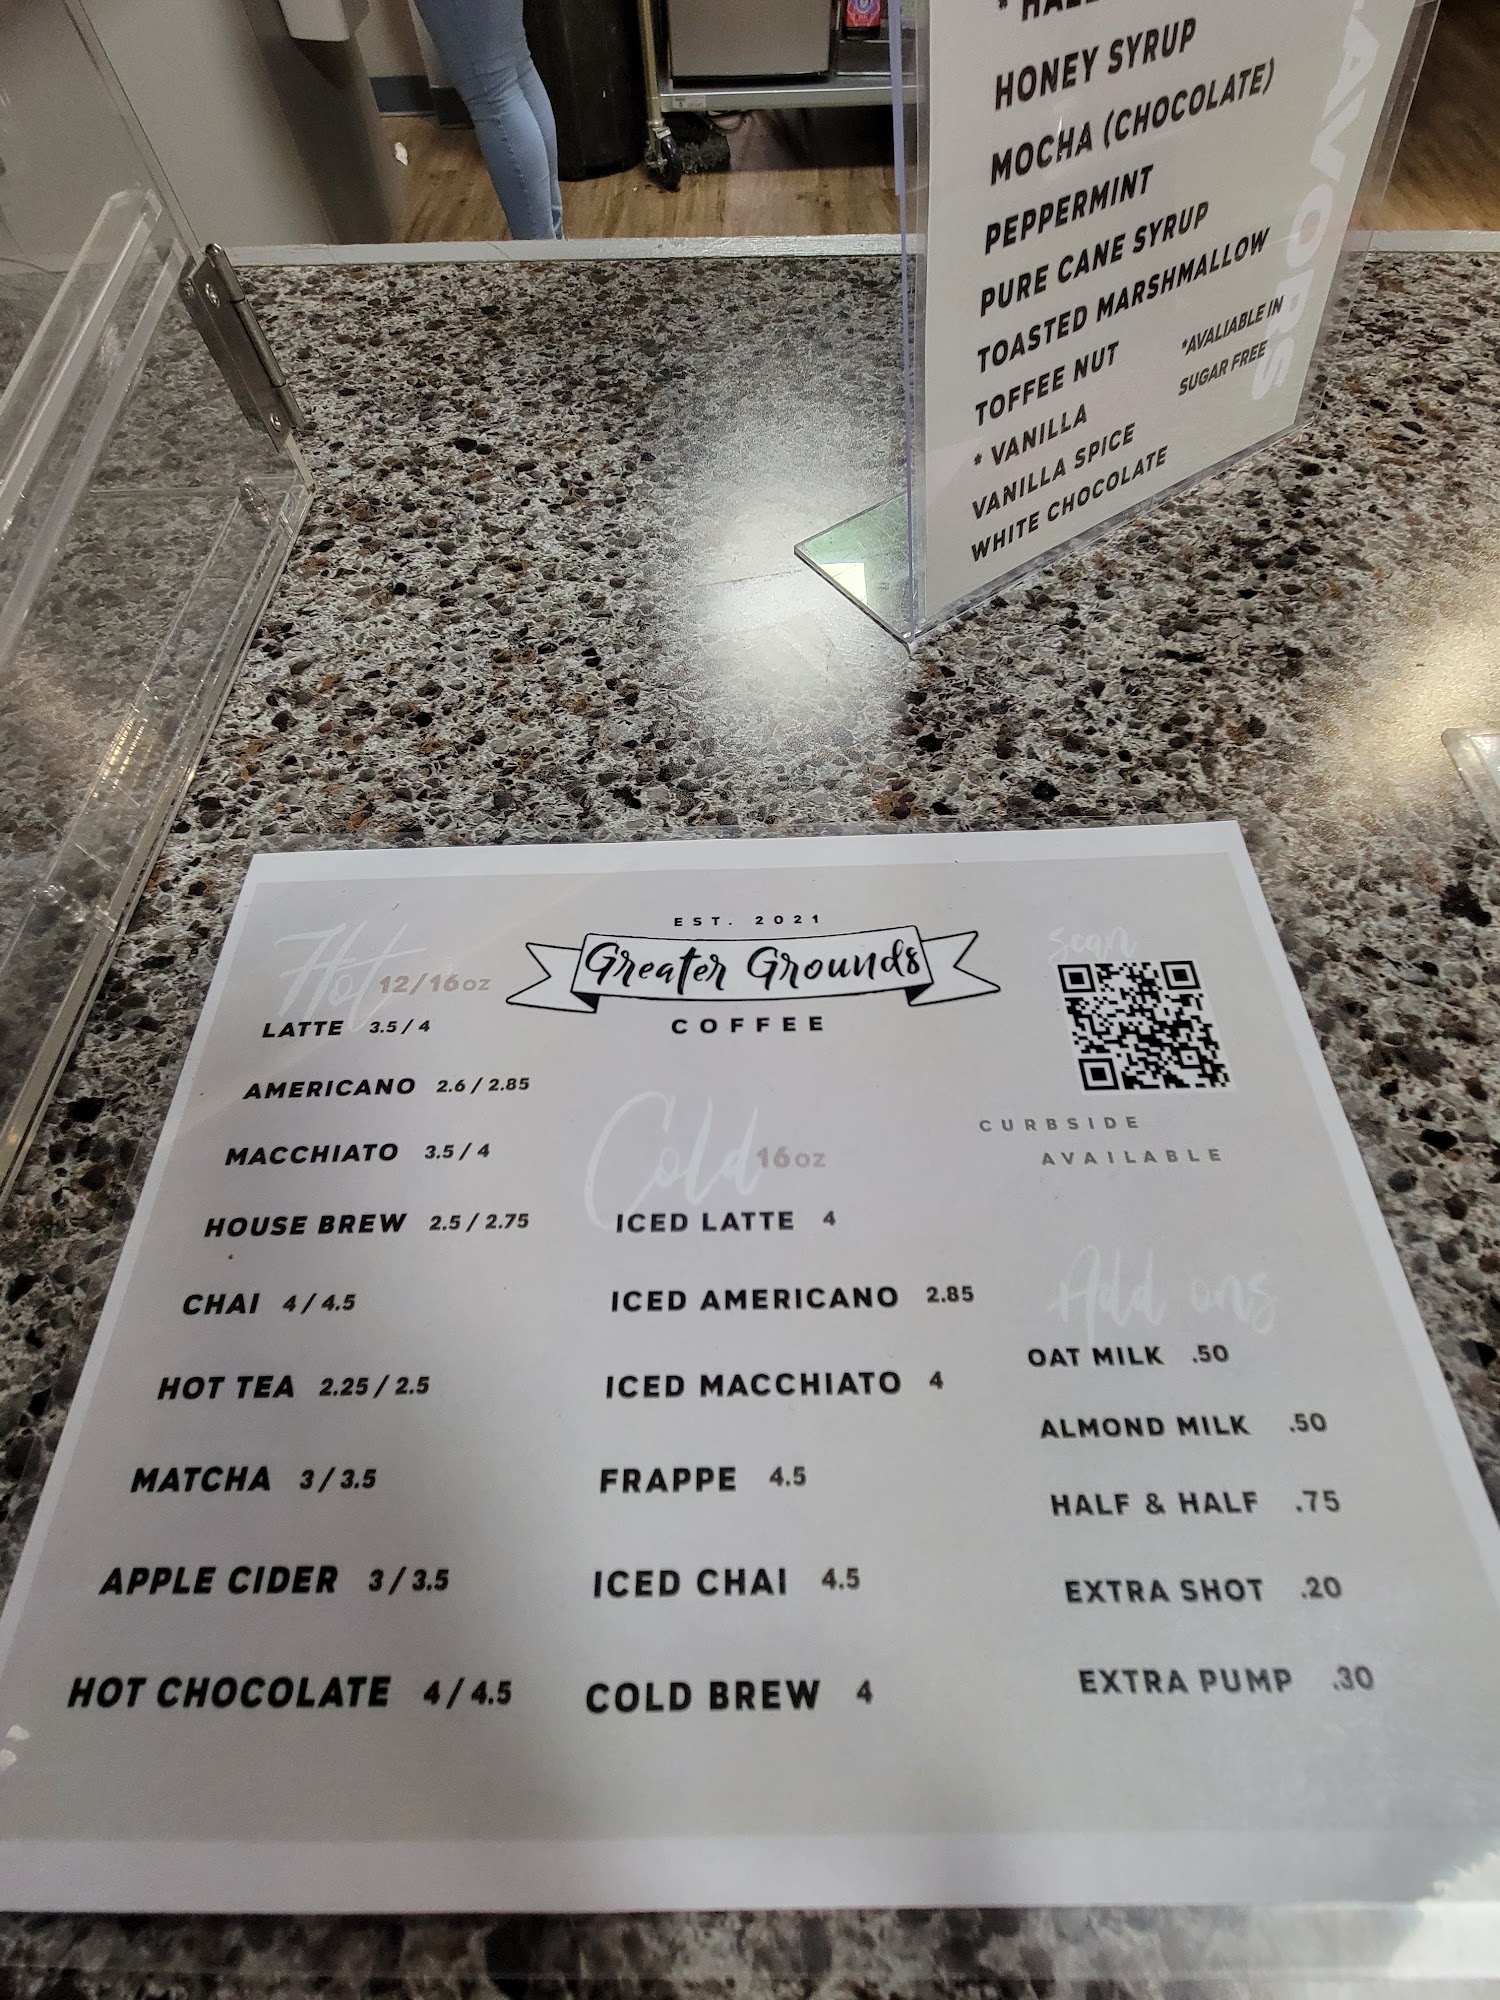 HONEY SYRUP
MOCHA (CHOCOLATE)
PEPPERMINT
PURE CANE SYRUP
TOASTED MARSHMALLOW
TOFFEE NUT
* VANILLA
VANILLA SPICE
WHITE CHOCOLATE
*AVALIABLE IN
SUGAR FREE
EST. 2021
Greater Grounds
COFFEE
Hot 12/16oz
LATTE 3.5 / 4
AMERICANO 2.6 / 2.85
MACCHIATO 3.5 / 4
HOUSE BREW 2.5 / 2.75
CHAI 4 / 4.5
HOT TEA 2.25 / 2.5
MATCHA 3 / 3.5
APPLE CIDER 3 / 3.5
HOT CHOCOLATE 4 / 4.5
Cold 16oz
ICED LATTE 4
ICED AMERICANO 2.85
ICED MACCHIATO 4
FRAPPE 4.5
ICED CHAI 4.5
COLD BREW 4
scan
CURBSIDE
AVAILABLE
Add ons
OAT MILK .50
ALMOND MILK .50
HALF & HALF .75
EXTRA SHOT .20
EXTRA PUMP .30